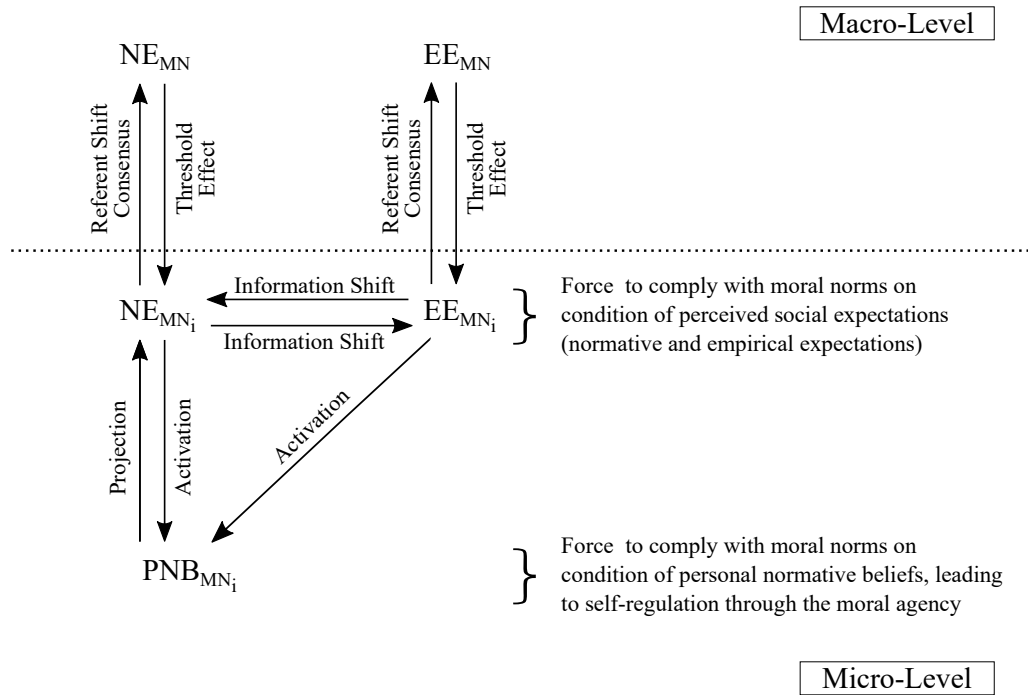 Macro-Level
NE_MN
EE_MN
Referent Shift
Consensus
Threshold
Effect
Referent Shift
Consensus
Threshold
Effect
NE_MN_i
Information Shift
Information Shift
EE_MN_i
Force to comply with moral norms on
condition of perceived social expectations
(normative and empirical expectations)
Projection
Activation
Activation
PNB_MN_i
Force to comply with moral norms on
condition of personal normative beliefs, leading
to self-regulation through the moral agency
Micro-Level